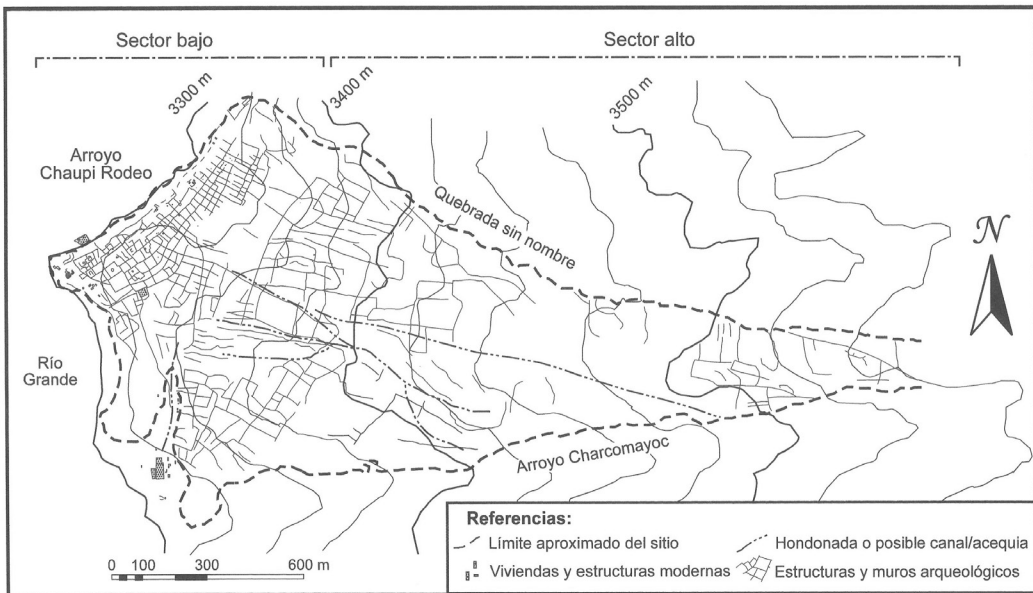 Sector bajo
Sector alto
3300 m
3400 m
3500 m
Arroyo
Chaupi Rodeo
Quebrada sin nombre
N
Río
Grande
Arroyo Charcomayoc
0 100 300 600 m
Referencias:
Límite aproximado del sitio
Hondonada o posible canal/acequia
Viviendas y estructuras modernas
Estructuras y muros arqueológicos